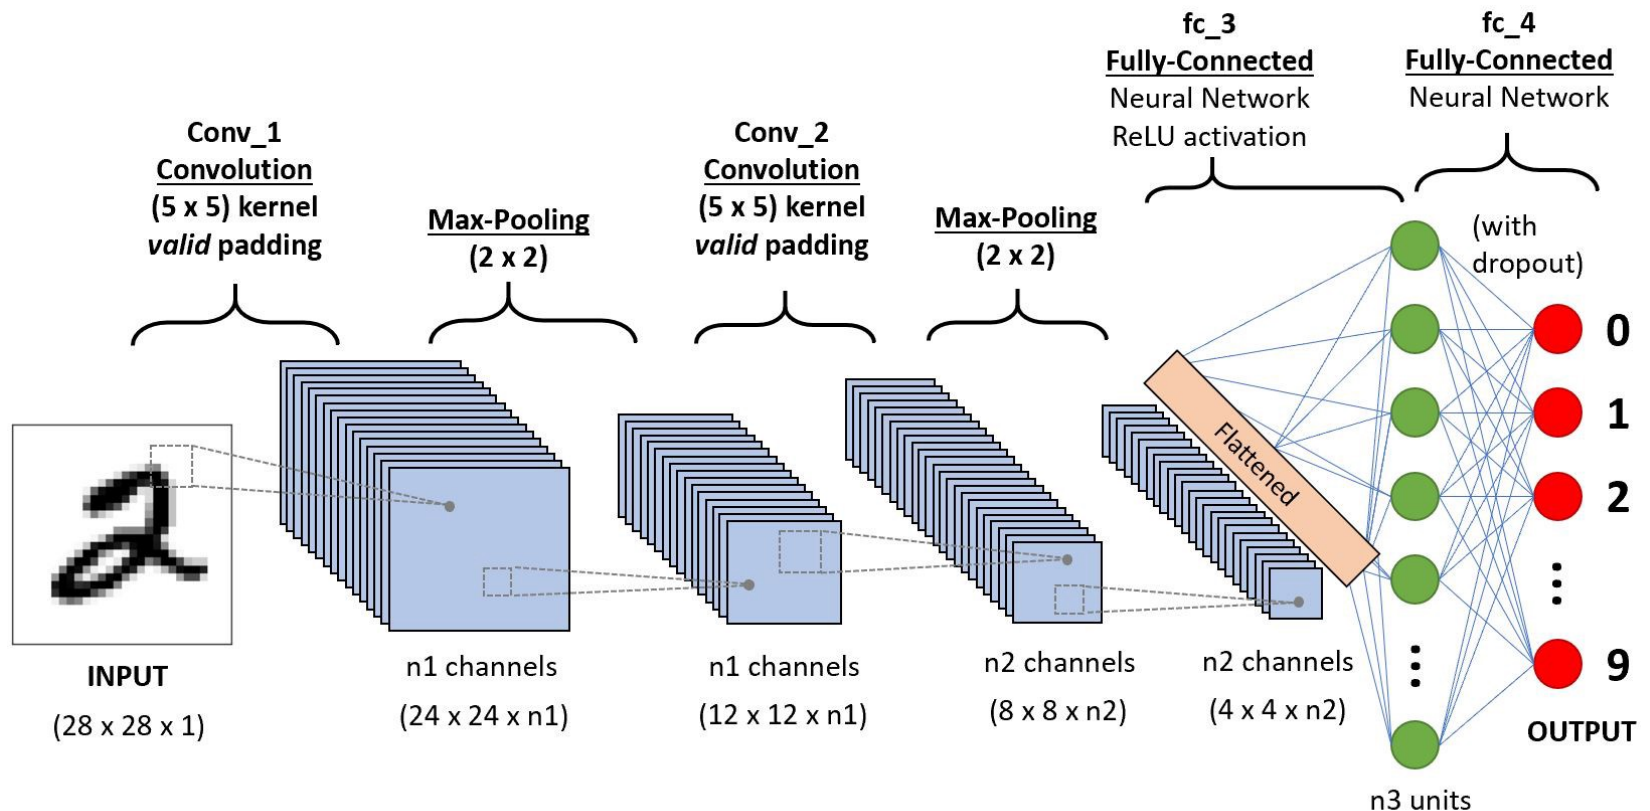 Conv_1
Convolution
(5 x 5) kernel
valid padding
Max-Pooling
(2 x 2)
Conv_2
Convolution
(5 x 5) kernel
valid padding
Max-Pooling
(2 x 2)
fc_3
Fully-Connected
Neural Network
ReLU activation
fc_4
Fully-Connected
Neural Network
(with
dropout)
2
INPUT
(28 x 28 x 1)
n1 channels
(24 x 24 x n1)
n1 channels
(12 x 12 x n1)
n2 channels
(8 x 8 x n2)
n2 channels
(4 x 4 x n2)
Flattened
n3 units
0
1
2
9
OUTPUT